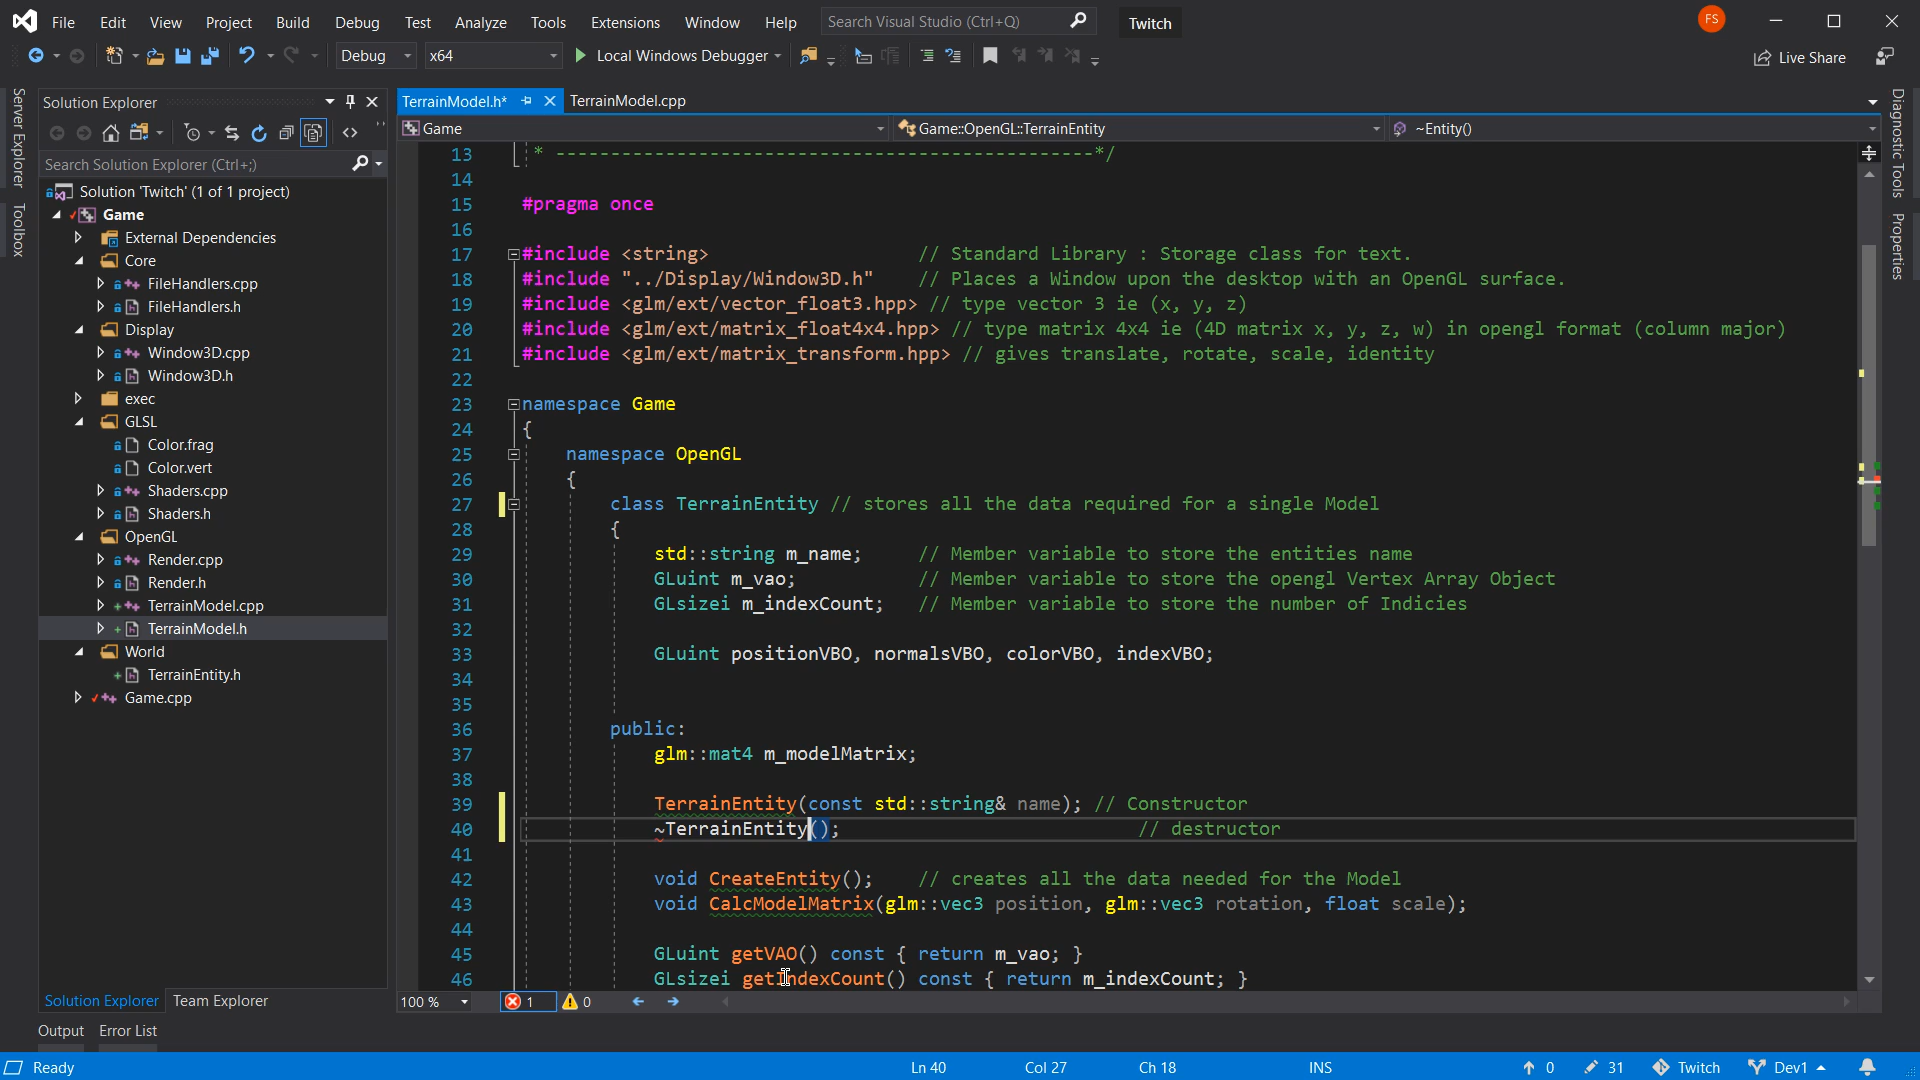 File Edit View Project Build Debug Test Analyze Tools Extensions Window Help Search Visual Studio (Ctrl+Q) Twitch FS
Debug x64 Local Windows Debugger Live Share
Server Explorer
Toolbox
Solution Explorer
Search Solution Explorer (Ctrl+;)
Solution 'Twitch' (1 of 1 project)
Game
External Dependencies
Core
FileHandlers.cpp
FileHandlers.h
Display
Window3D.cpp
Window3D.h
exec
GLSL
Color.frag
Color.vert
Shaders.cpp
Shaders.h
OpenGL
Render.cpp
Render.h
TerrainModel.cpp
TerrainModel.h
World
TerrainEntity.h
Game.cpp
Solution Explorer Team Explorer
TerrainModel.h* TerrainModel.cpp
Game Game::OpenGL::TerrainEntity ~Entity()
13 * -------------------------------------------------*/
14
15 #pragma once
16
17 #include <string> // Standard Library : Storage class for text.
18 #include "../Display/Window3D.h" // Places a Window upon the desktop with an OpenGL surface.
19 #include <glm/ext/vector_float3.hpp> // type vector 3 ie (x, y, z)
20 #include <glm/ext/matrix_float4x4.hpp> // type matrix 4x4 ie (4D matrix x, y, z, w) in opengl format (column major)
21 #include <glm/ext/matrix_transform.hpp> // gives translate, rotate, scale, identity
22
23 namespace Game
24 {
25 namespace OpenGL
26 {
27 class TerrainEntity // stores all the data required for a single Model
28 {
29 std::string m_name; // Member variable to store the entities name
30 GLuint m_vao; // Member variable to store the opengl Vertex Array Object
31 GLsizei m_indexCount; // Member variable to store the number of Indicies
32
33 GLuint positionVBO, normalsVBO, colorVBO, indexVBO;
34
35
36 public:
37 glm::mat4 m_modelMatrix;
38
39 TerrainEntity(const std::string& name); // Constructor
40 ~TerrainEntity(); // destructor
41
42 void CreateEntity(); // creates all the data needed for the Model
43 void CalcModelMatrix(glm::vec3 position, glm::vec3 rotation, float scale);
44
45 GLuint getVAO() const { return m_vao; }
46 GLsizei getIndexCount() const { return m_indexCount; }
100 % 1 0
Diagnostic Tools
Properties
Output Error List
Ready Ln 40 Col 27 Ch 18 INS 0 31 Twitch Dev1